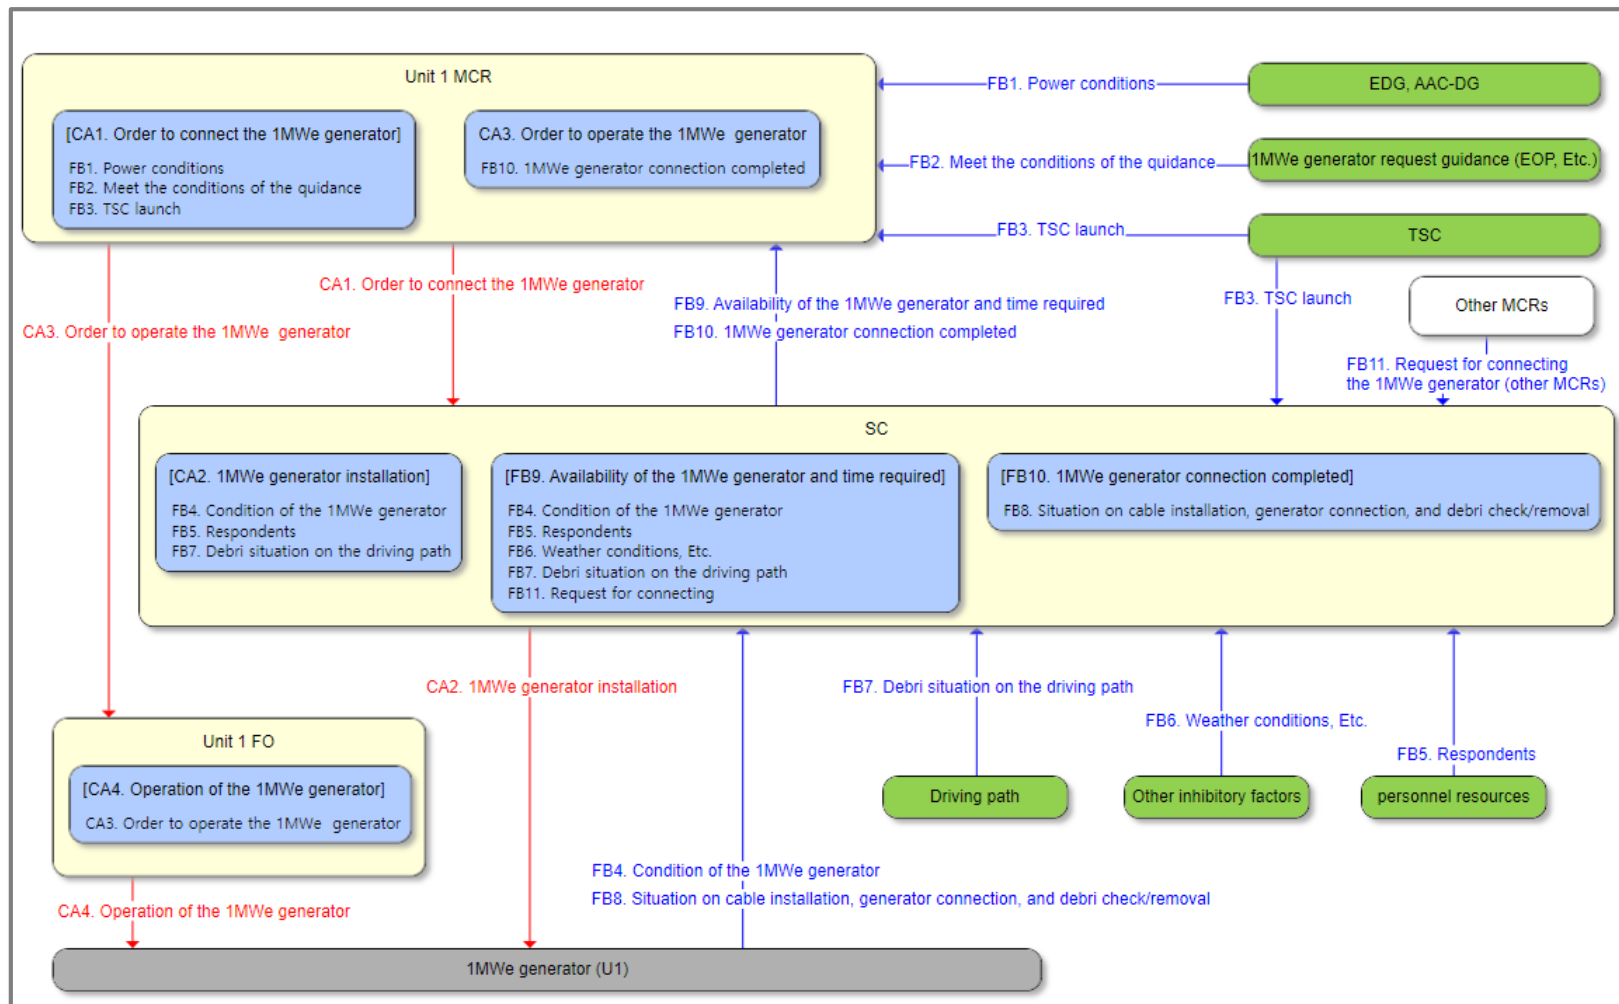 Unit 1 MCR
[CA1. Order to connect the 1MWe generator]
FB1. Power conditions
FB2. Meet the conditions of the quidance
FB3. TSC launch
CA3. Order to operate the 1MWe  generator
FB10. 1MWe generator connection completed
FB1. Power conditions
EDG, AAC-DG
FB2. Meet the conditions of the quidance
1MWe generator request guidance (EOP, Etc.)
FB3. TSC launch
TSC
CA1. Order to connect the 1MWe generator
CA3. Order to operate the 1MWe  generator
FB9. Availability of the 1MWe generator and time required
FB10. 1MWe generator connection completed
FB3. TSC launch
Other MCRs
FB11. Request for connecting
the 1MWe generator (other MCRs)
SC
[CA2. 1MWe generator installation]
FB4. Condition of the 1MWe generator
FB5. Respondents
FB7. Debri situation on the driving path
[FB9. Availability of the 1MWe generator and time required]
FB4. Condition of the 1MWe generator
FB5. Respondents
FB6. Weather conditions, Etc.
FB7. Debri situation on the driving path
FB11. Request for connecting
[FB10. 1MWe generator connection completed]
FB8. Situation on cable installation, generator connection, and debri check/removal
CA2. 1MWe generator installation
FB7. Debri situation on the driving path
FB6. Weather conditions, Etc.
FB5. Respondents
Unit 1 FO
[CA4. Operation of the 1MWe generator]
CA3. Order to operate the 1MWe  generator
Driving path
Other inhibitory factors
personnel resources
FB4. Condition of the 1MWe generator
FB8. Situation on cable installation, generator connection, and debri check/removal
CA4. Operation of the 1MWe generator
1MWe generator (U1)